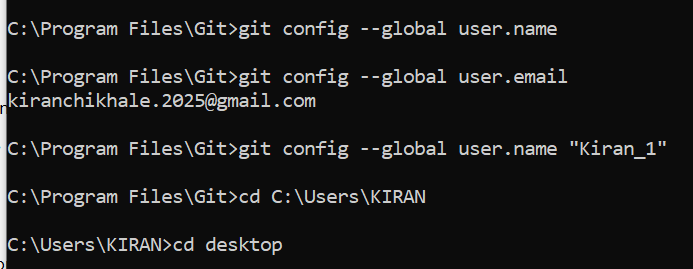 C:\Program Files\Git>git config --global user.name
C:\Program Files\Git>git config --global user.email
kiranchikhale.2025@gmail.com
C:\Program Files\Git>git config --global user.name "Kiran_1"
C:\Program Files\Git>cd C:\Users\KIRAN
C:\Users\KIRAN>cd desktop